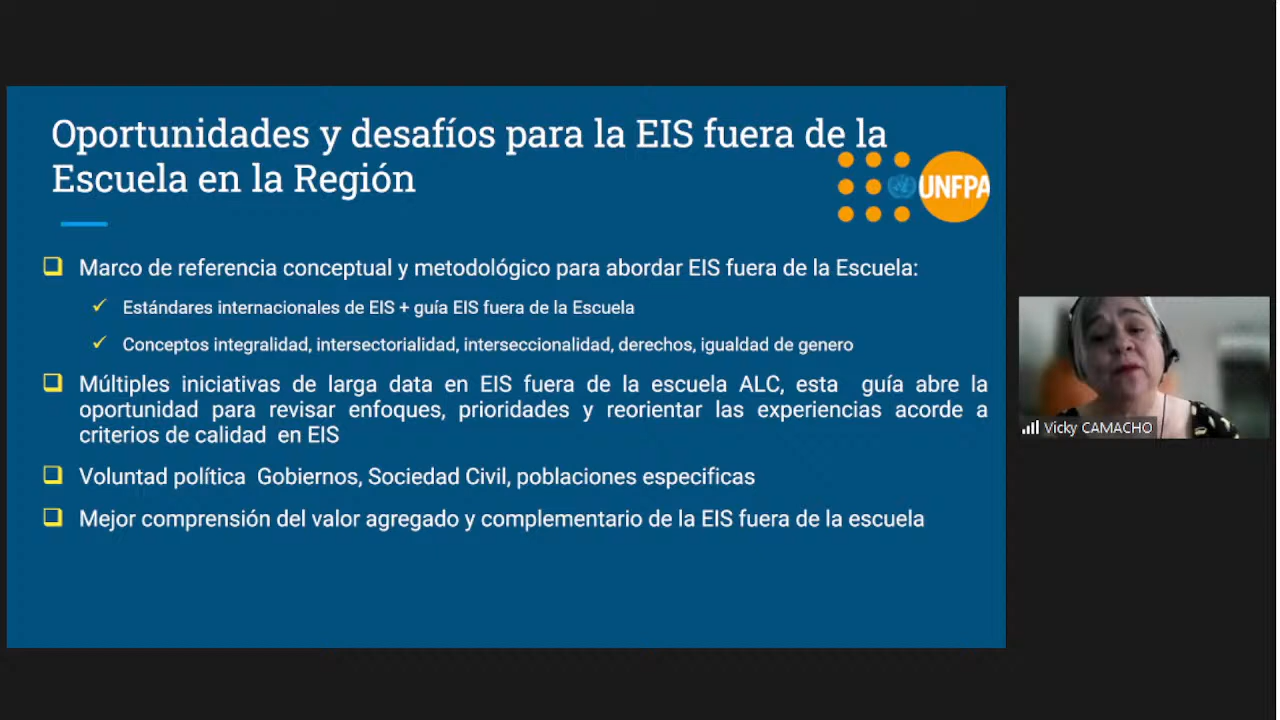 Oportunidades y desafíos para la EIS fuera de la
Escuela en la Región
UNFPA
Marco de referencia conceptual y metodológico para abordar EIS fuera de la Escuela:
Estándares internacionales de EIS + guía EIS fuera de la Escuela
Conceptos integralidad, intersectorialidad, interseccionalidad, derechos, igualdad de genero
Múltiples iniciativas de larga data en EIS fuera de la escuela ALC, esta guía abre la
oportunidad para revisar enfoques, prioridades y reorientar las experiencias acorde a
criterios de calidad en EIS
Voluntad política Gobiernos, Sociedad Civil, poblaciones especificas
Mejor comprensión del valor agregado y complementario de la EIS fuera de la escuela
Vicky CAMACHO